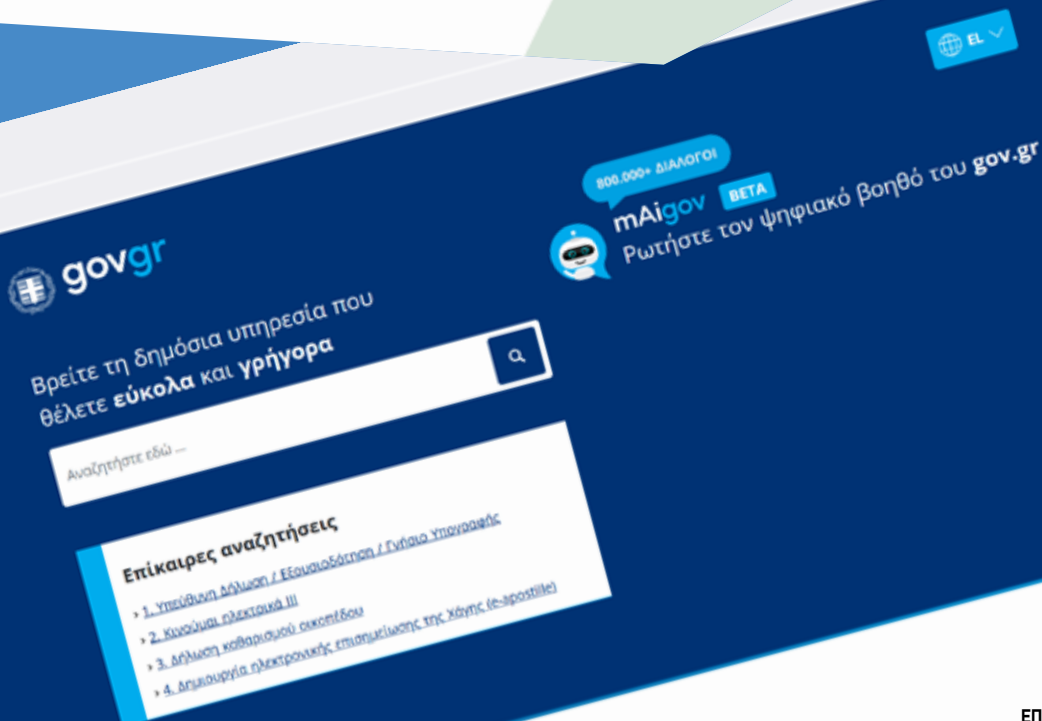 EL
800.000+ ΔΙΑΛΟΓΟΙ
mAigov BETA
Ρωτήστε τον ψηφιακό βοηθό του gov.gr
govgr
Βρείτε τη δημόσια υπηρεσία που
θέλετε εύκολα και γρήγορα
Αναζητήστε εδώ ...
Επίκαιρες αναζητήσεις
› 1. Υπεύθυνη Δήλωση / Εξουσιοδότηση / Γνήσιο Υπογραφής
› 2. Κινούμαι ηλεκτρικά III
› 3. Δήλωση καθαρισμού οικοπέδου
› 4. Δημιουργία ηλεκτρονικής επισημείωσης της Χάγης (e-apostille)
ΕΠ